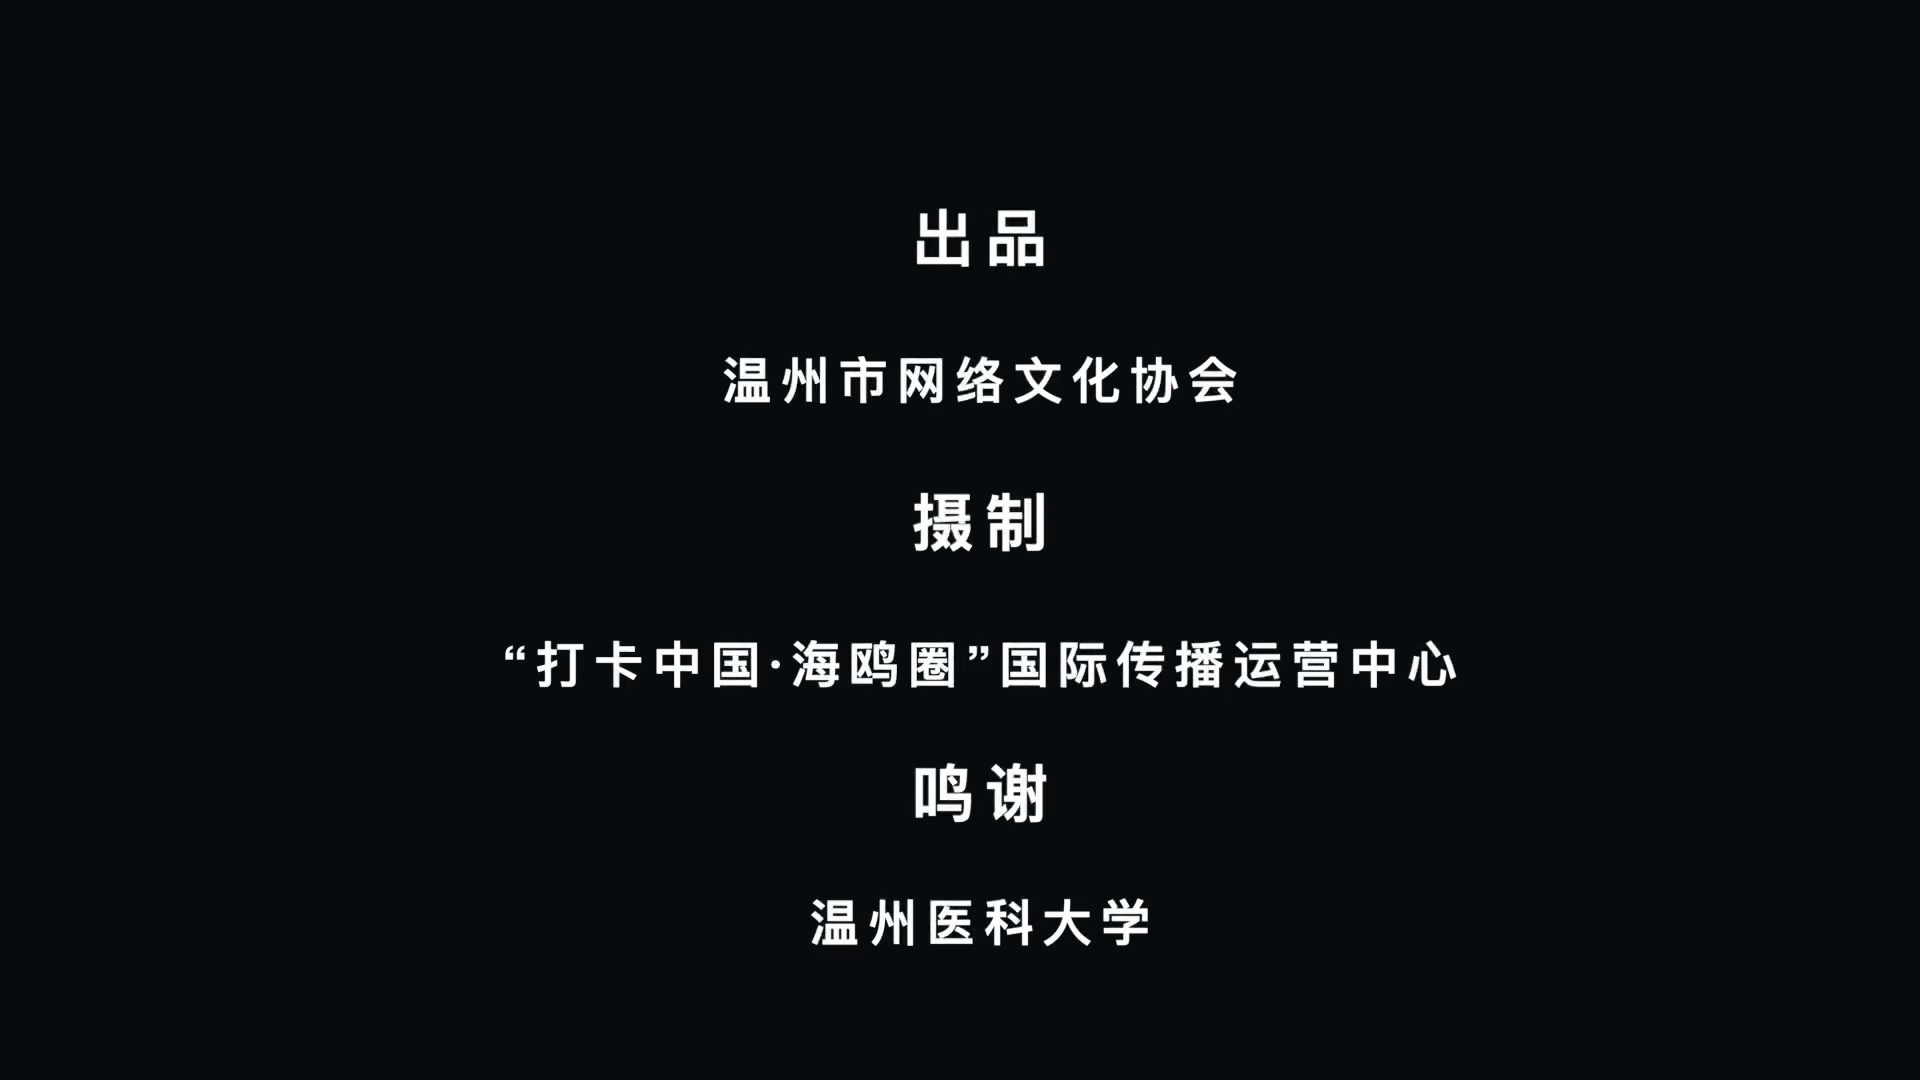 出品
温州市网络文化协会
摄制
“打卡中国·海鸥圈”国际传播运营中心
鸣谢
温州医科大学